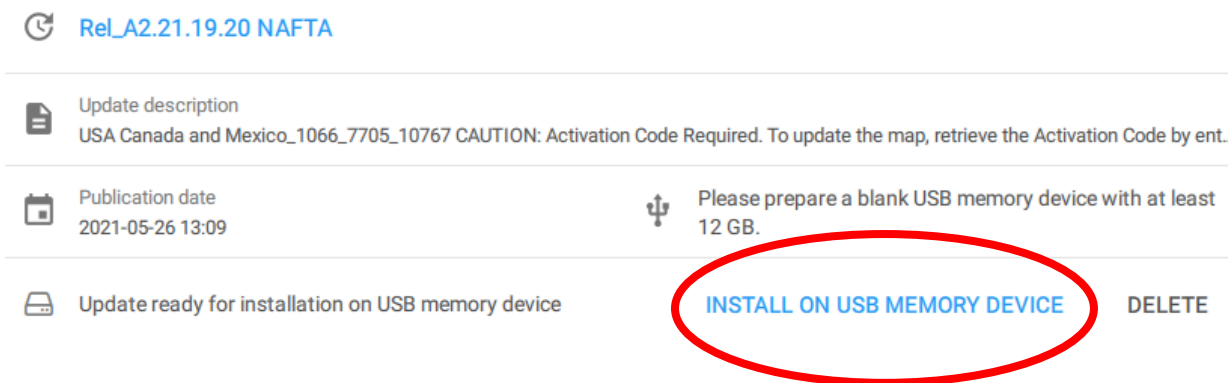 Rel_A2.21.19.20 NAFTA
Update description
USA Canada and Mexico_1066_7705_10767 CAUTION: Activation Code Required. To update the map, retrieve the Activation Code by ent..
Publication date
2021-05-26 13:09
Please prepare a blank USB memory device with at least
12 GB.
Update ready for installation on USB memory device
INSTALL ON USB MEMORY DEVICE
DELETE